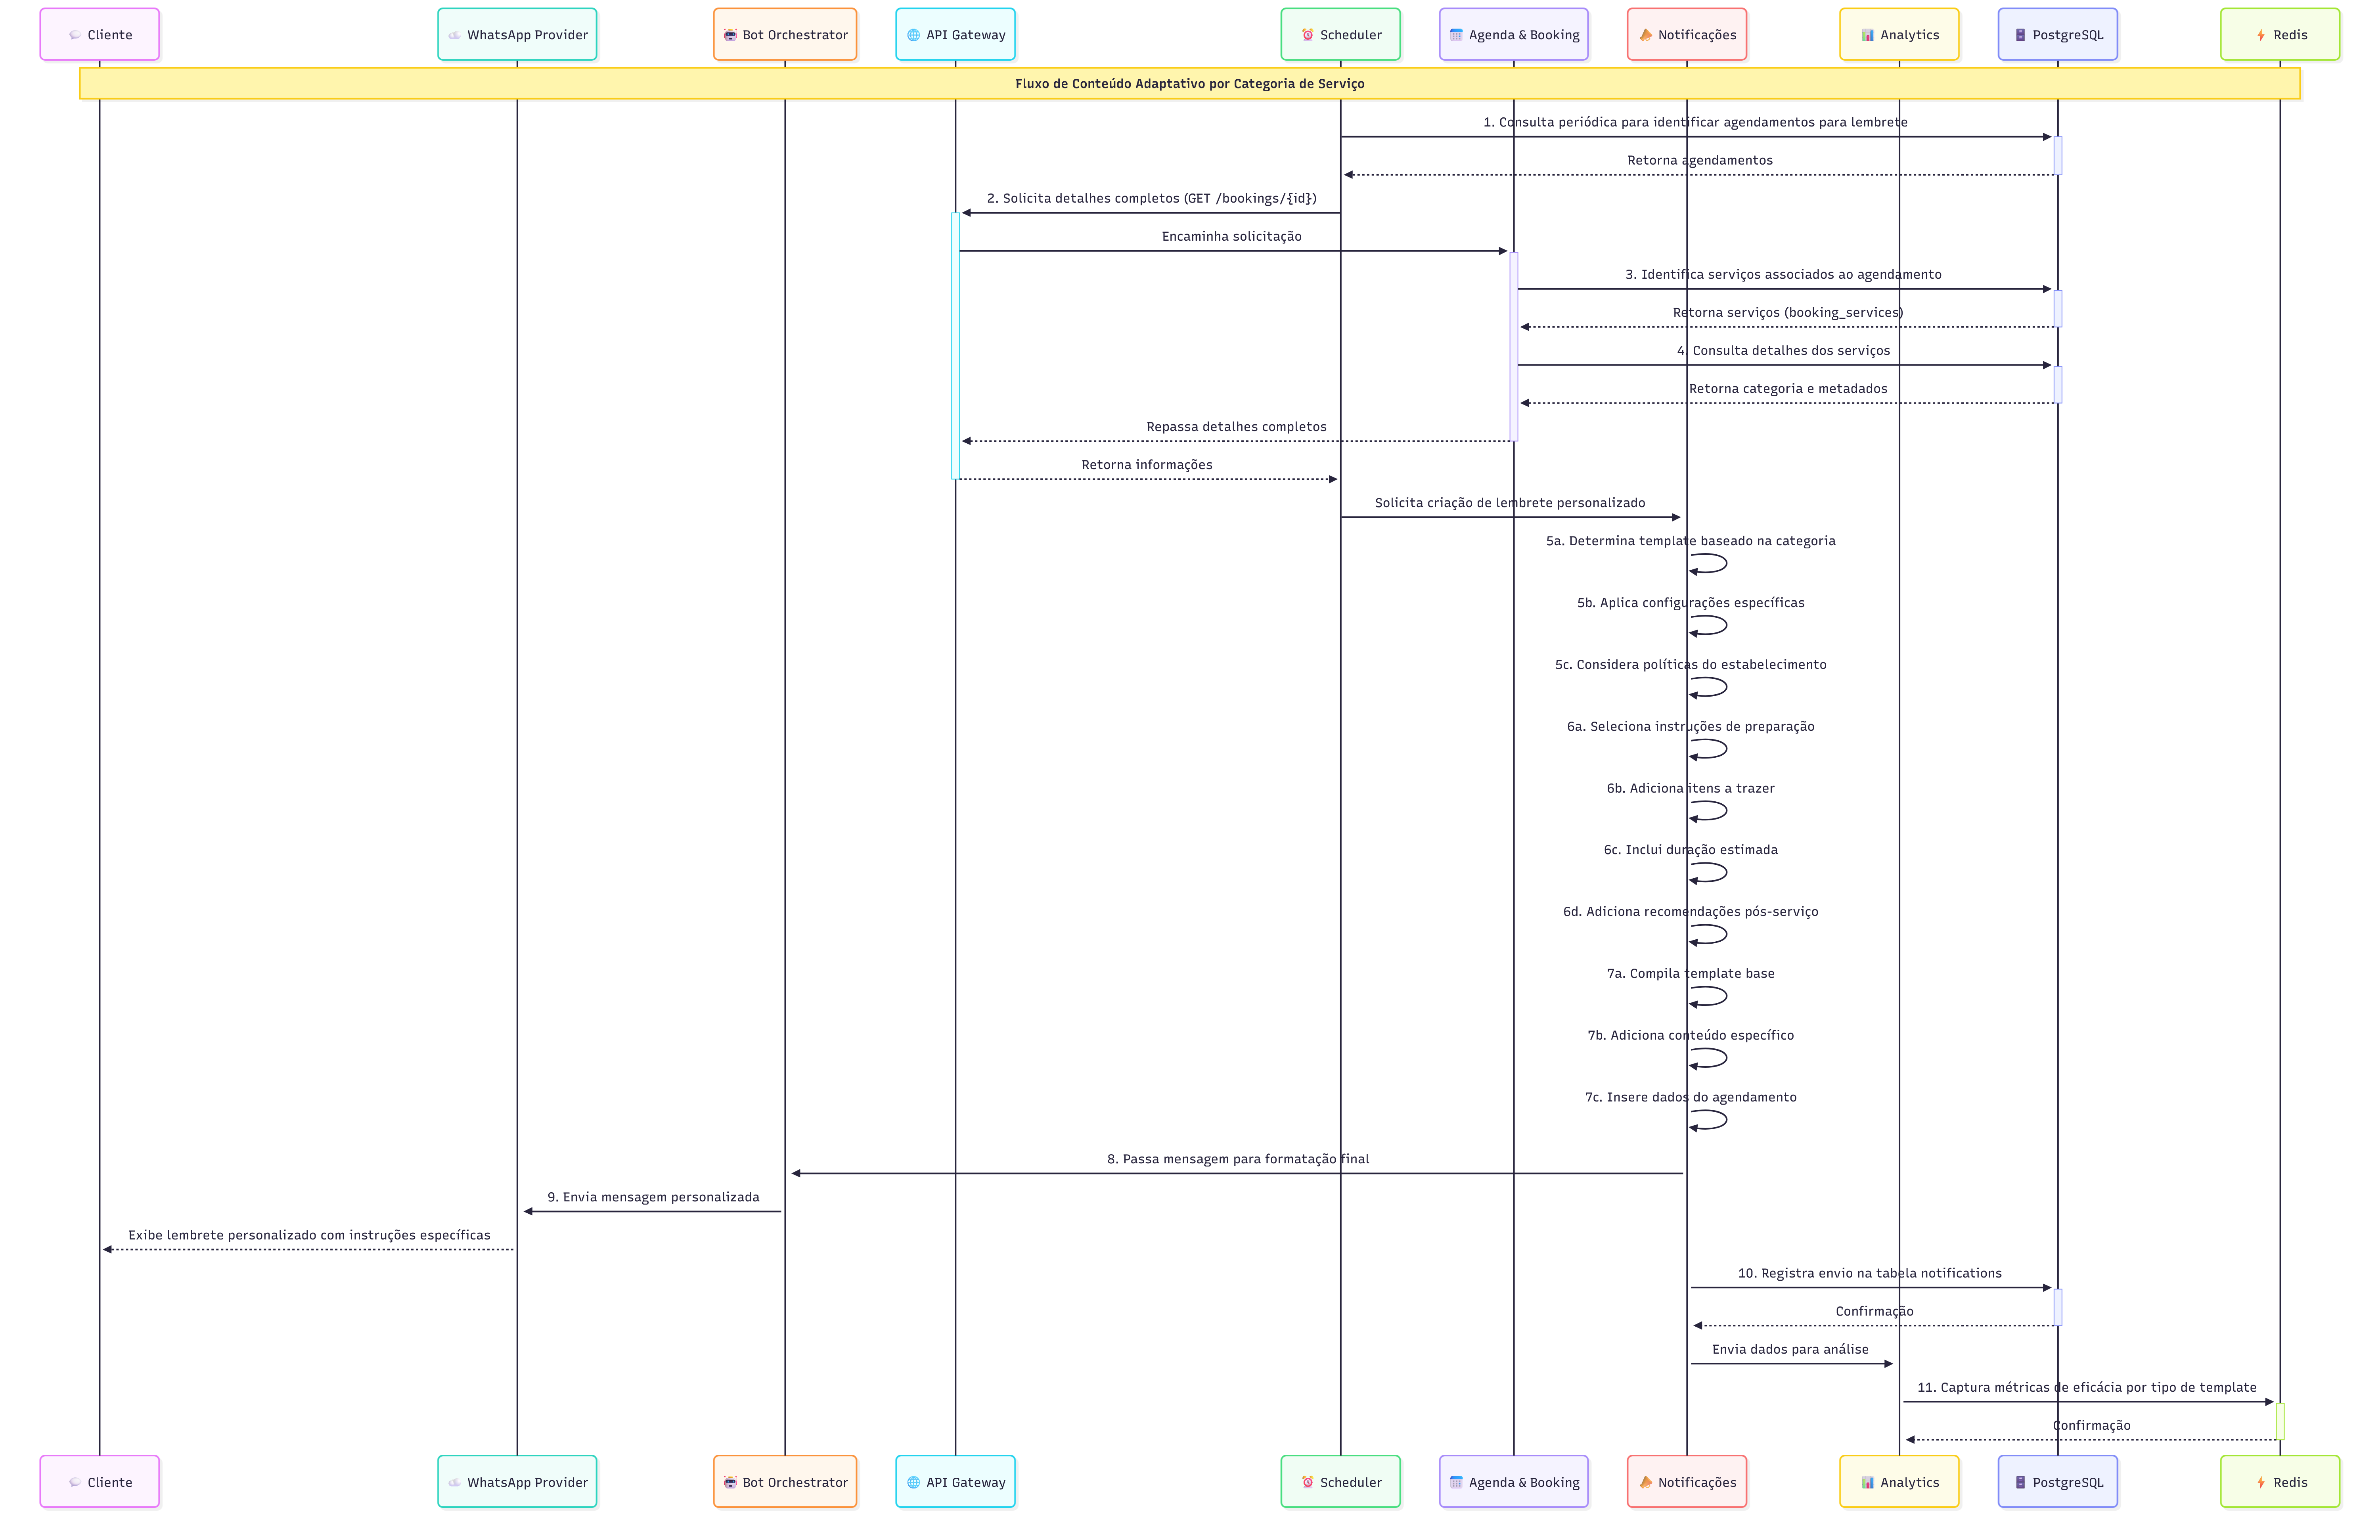 Cliente
WhatsApp Provider
Bot Orchestrator
API Gateway
Scheduler
Agenda & Booking
Notificações
Analytics
PostgreSQL
Redis
Fluxo de Conteúdo Adaptativo por Categoria de Serviço
1. Consulta periódica para identificar agendamentos para lembrete
Retorna agendamentos
2. Solicita detalhes completos (GET /bookings/{id})
Encaminha solicitação
3. Identifica serviços associados ao agendamento
Retorna serviços (booking_services)
4. Consulta detalhes dos serviços
Retorna categoria e metadados
Repassa detalhes completos
Retorna informações
Solicita criação de lembrete personalizado
5a. Determina template baseado na categoria
5b. Aplica configurações específicas
5c. Considera políticas do estabelecimento
6a. Seleciona instruções de preparação
6b. Adiciona itens a trazer
6c. Inclui duração estimada
6d. Adiciona recomendações pós-serviço
7a. Compila template base
7b. Adiciona conteúdo específico
7c. Insere dados do agendamento
8. Passa mensagem para formatação final
9. Envia mensagem personalizada
Exibe lembrete personalizado com instruções específicas
10. Registra envio na tabela notifications
Confirmação
Envia dados para análise
11. Captura métricas de eficácia por tipo de template
Confirmação
Cliente
WhatsApp Provider
Bot Orchestrator
API Gateway
Scheduler
Agenda & Booking
Notificações
Analytics
PostgreSQL
Redis